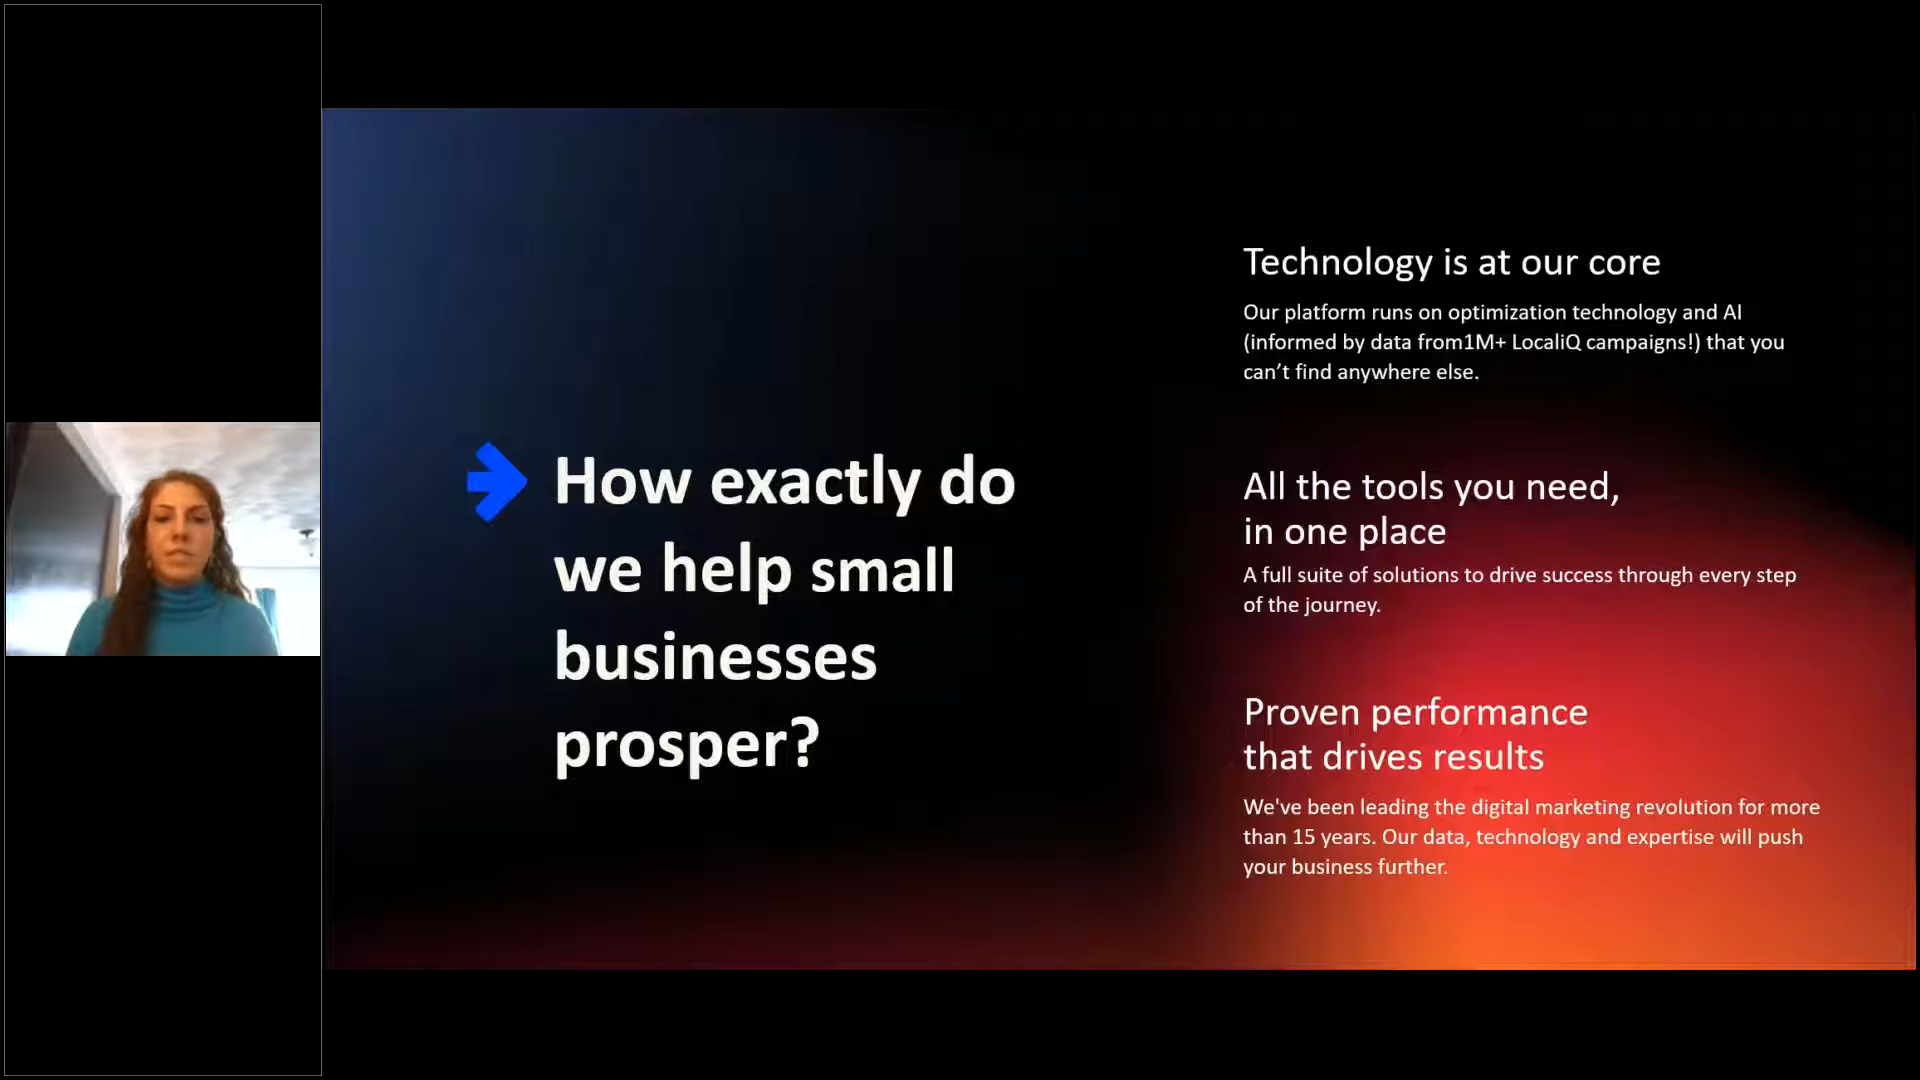 How exactly do
we help small
businesses
prosper?
Technology is at our core
Our platform runs on optimization technology and AI
(informed by data from1M+ LocaliQ campaigns!) that you
can’t find anywhere else.
All the tools you need,
in one place
A full suite of solutions to drive success through every step
of the journey.
Proven performance
that drives results
We've been leading the digital marketing revolution for more
than 15 years. Our data, technology and expertise will push
your business further.